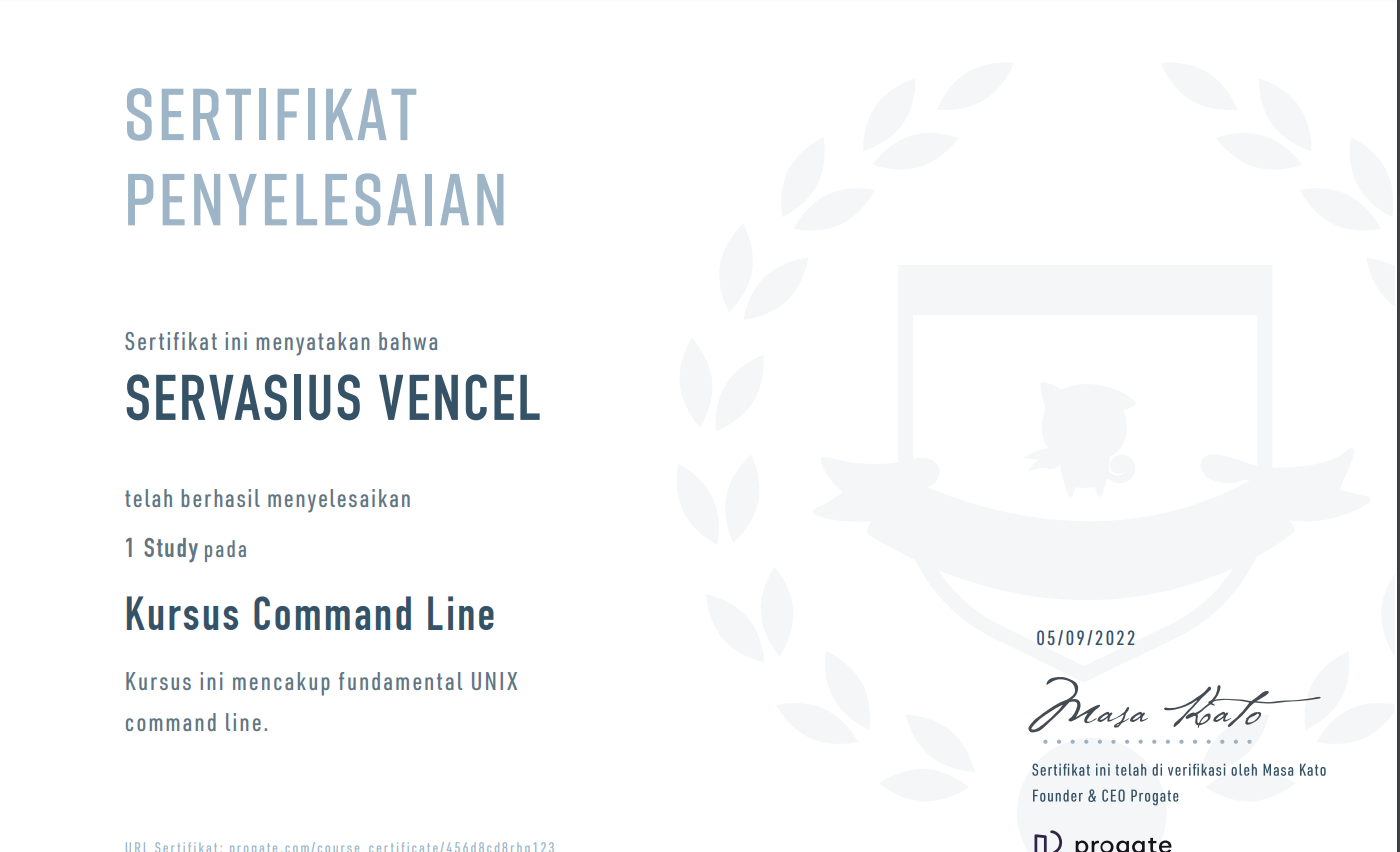 SERTIFIKAT
PENYELESAIAN
Sertifikat ini menyatakan bahwa
SERVASIUS VENCEL
telah berhasil menyelesaikan
1 Study pada
Kursus Command Line
Kursus ini mencakup fundamental UNIX
command line.
05/09/2022
Masa Kato
Sertifikat ini telah di verifikasi oleh Masa Kato
Founder & CEO Progate
URL Sertifikat: progate.com/course_certificate/456d8cd8rhq123
progate